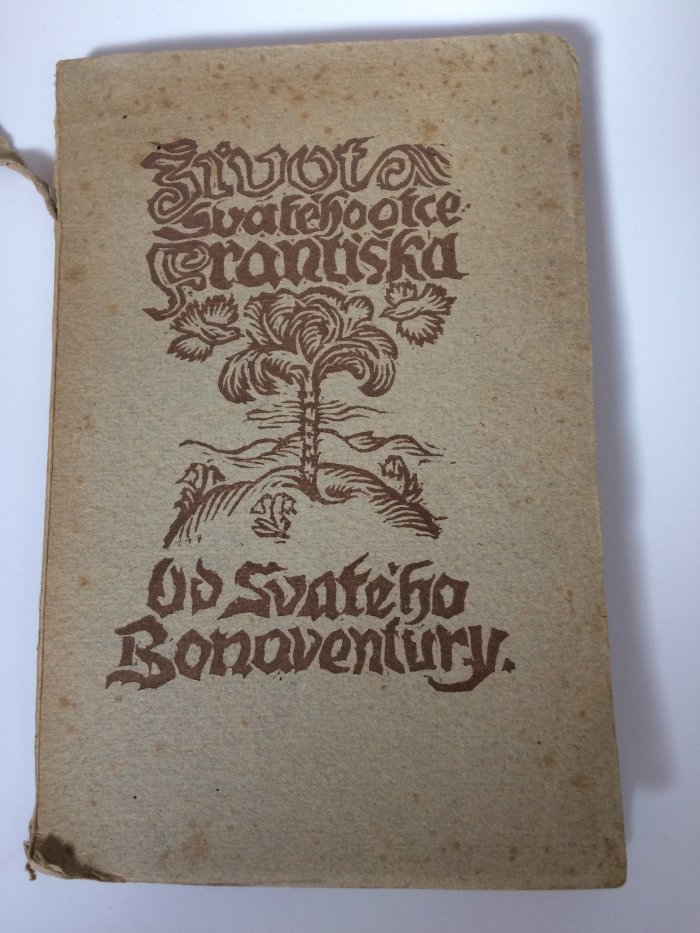 Život
Svatého otce
Františka
Od Svatého
Bonaventury.